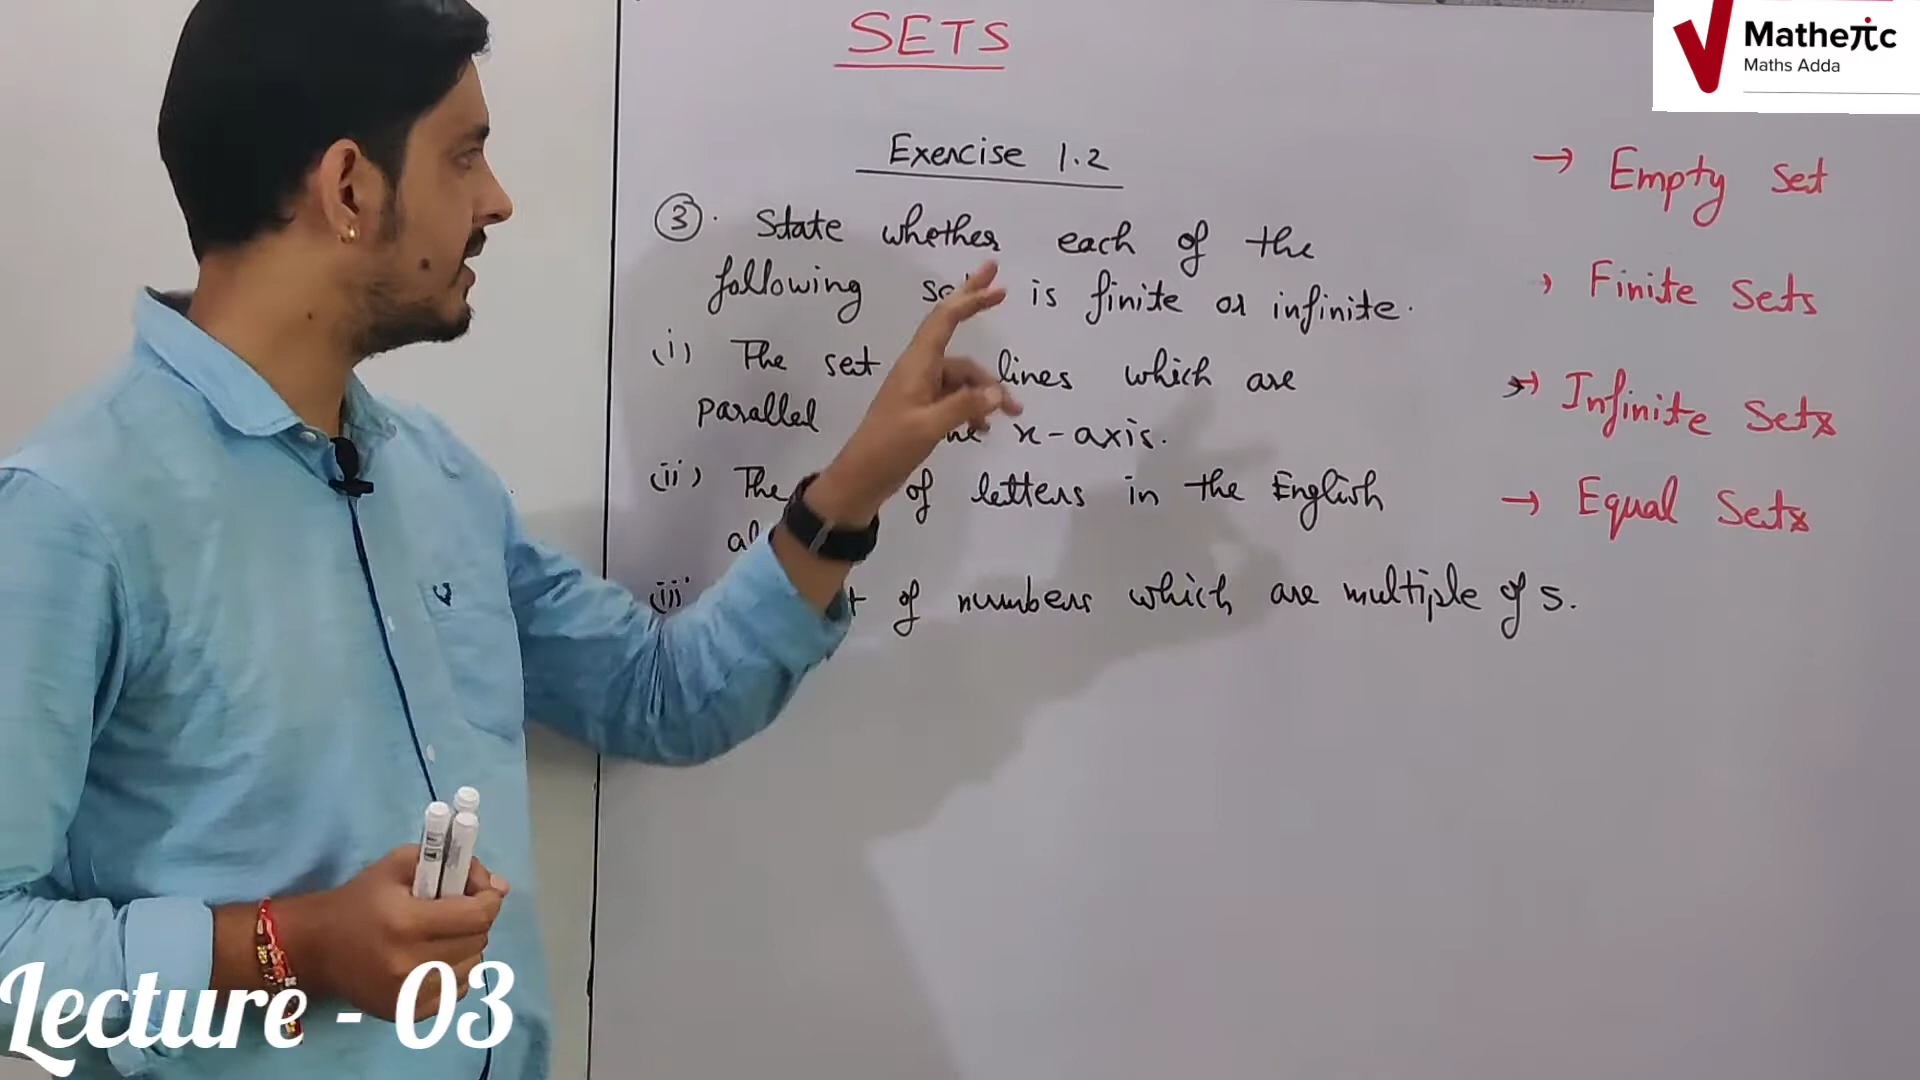 SETS
Matheπc
Maths Adda
Exercise 1.2
③. State whether each of the
following is finite or infinite.
(i) The set lines which are
parallel x-axis.
(ii) The of letters in the English
of numbers which are multiple of 5.
→ Empty Set
→ Finite Sets
→ Infinite Sets
→ Equal Sets
Lecture - 03